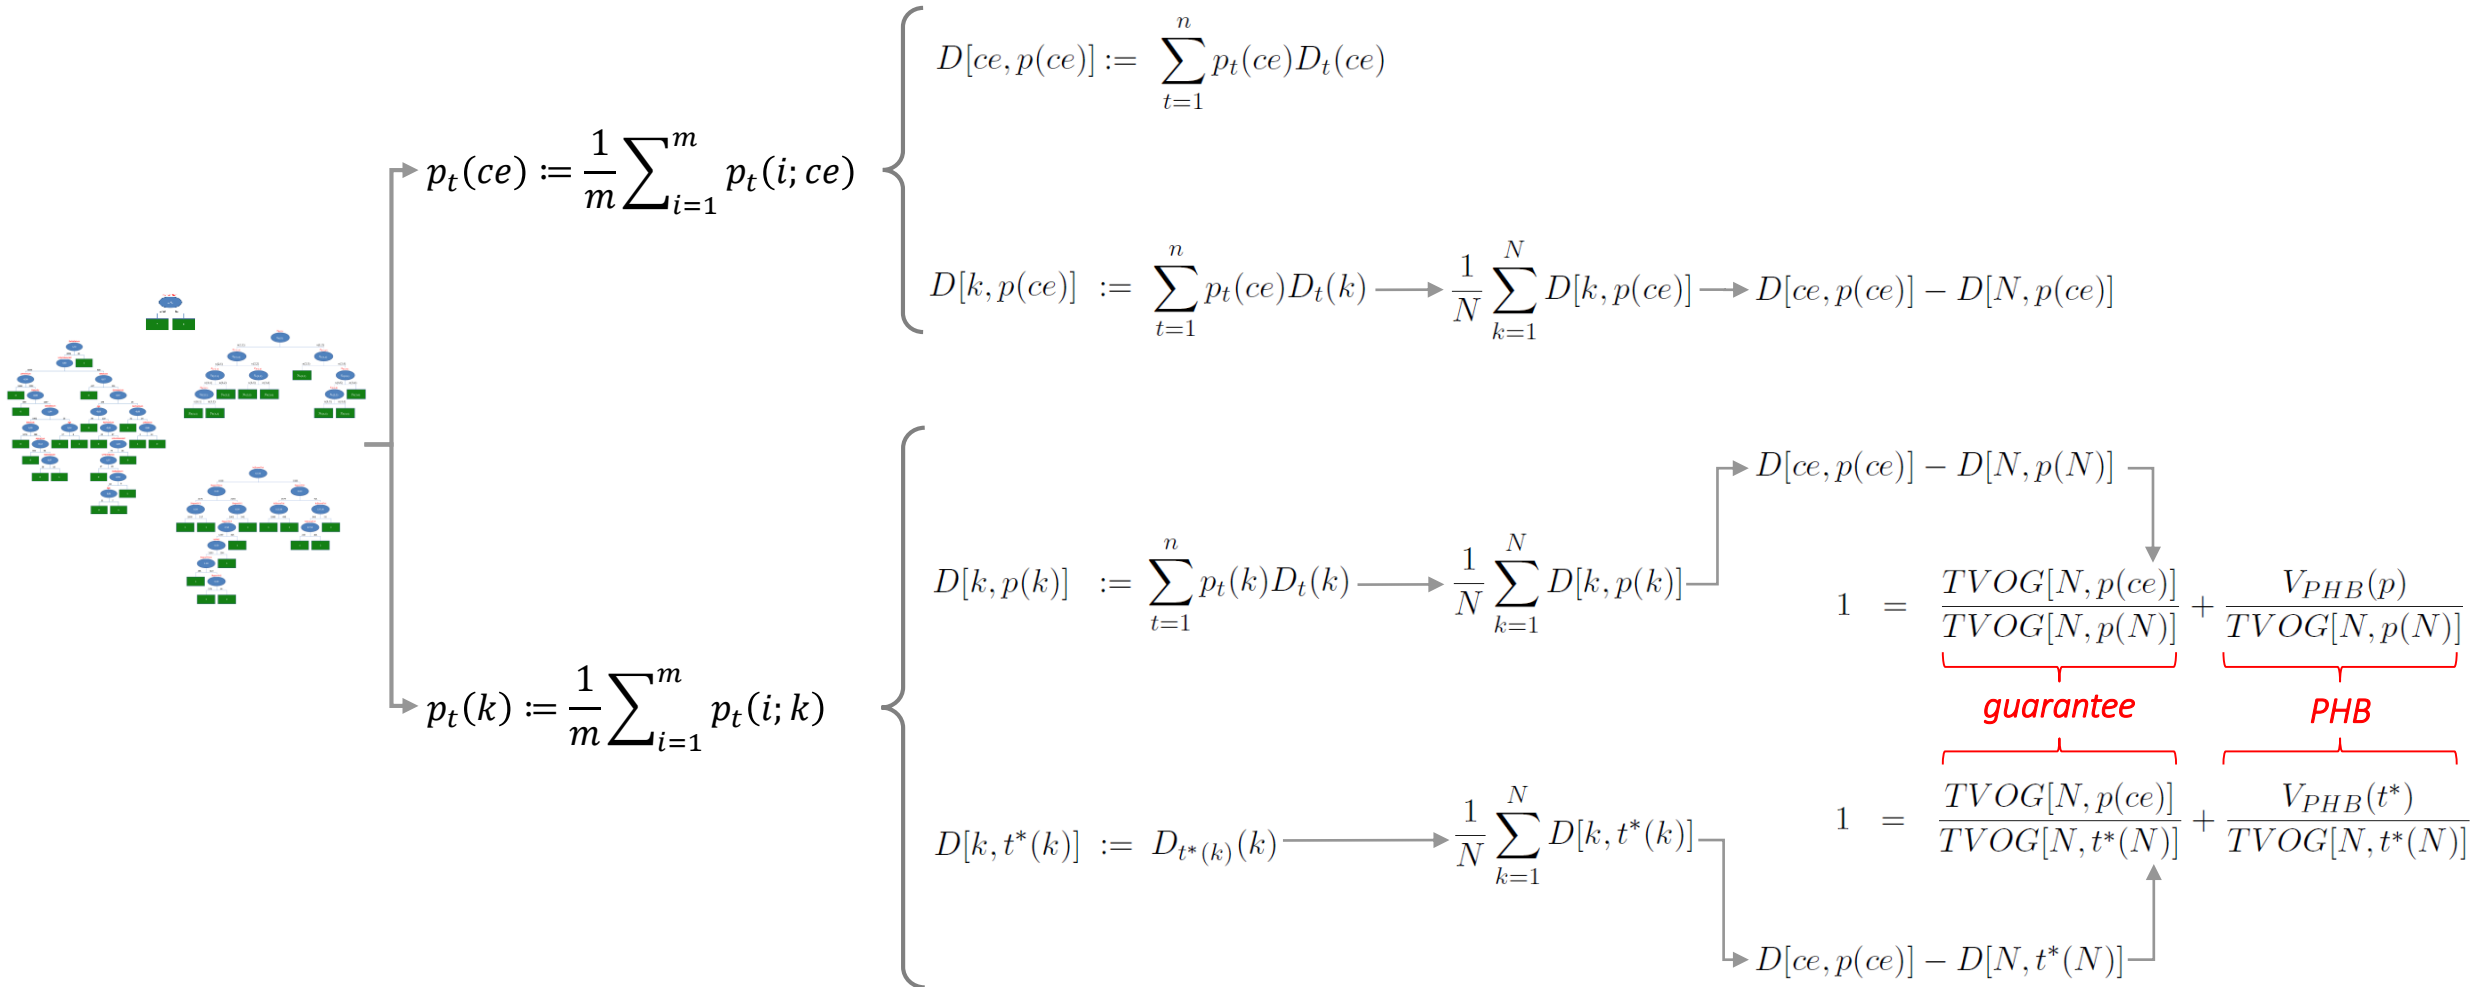 p_t(ce) ≔ \frac{1}{m} \sum_{i=1}^{m} p_t(i; ce)
D[ce, p(ce)] := \sum_{t=1}^{n} p_t(ce)D_t(ce)
D[k, p(ce)] := \sum_{t=1}^{n} p_t(ce)D_t(k)
\frac{1}{N} \sum_{k=1}^{N} D[k, p(ce)]
D[ce, p(ce)] − D[N, p(ce)]
p_t(k) ≔ \frac{1}{m} \sum_{i=1}^{m} p_t(i; k)
D[k, p(k)] := \sum_{t=1}^{n} p_t(k)D_t(k)
\frac{1}{N} \sum_{k=1}^{N} D[k, p(k)]
D[ce, p(ce)] − D[N, p(N)]
1 = \frac{TVOG[N, p(ce)]}{TVOG[N, p(N)]} + \frac{V_{PHB}(p)}{TVOG[N, p(N)]}
guarantee PHB
1 = \frac{TVOG[N, p(ce)]}{TVOG[N, t*(N)]} + \frac{V_{PHB}(t*)}{TVOG[N, t*(N)]}
D[k, t*(k)] := D_{t*(k)}(k)
\frac{1}{N} \sum_{k=1}^{N} D[k, t*(k)]
D[ce, p(ce)] − D[N, t*(N)]